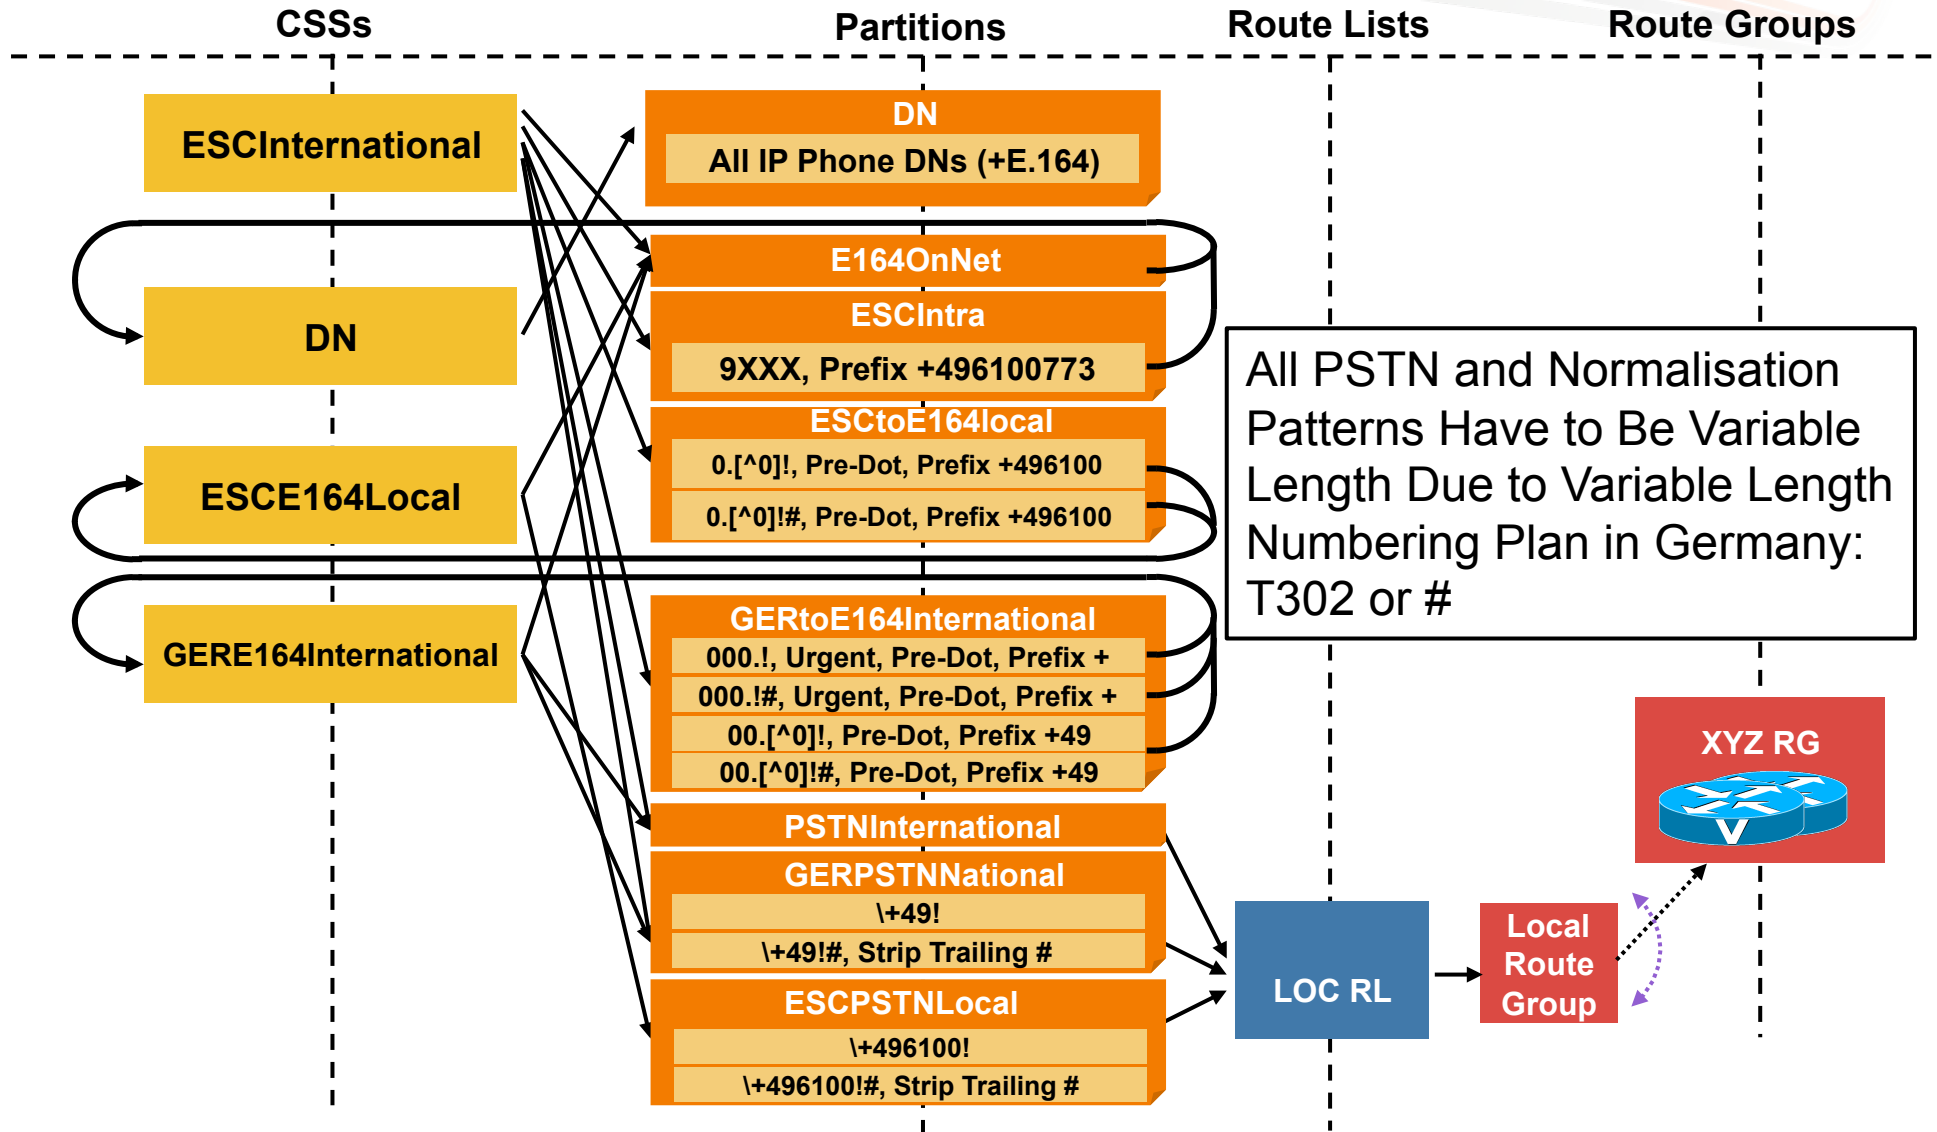 CSSs
Partitions
Route Lists
Route Groups
ESCInternational
DN
ESCE164Local
GERE164International
DN
All IP Phone DNs (+E.164)
E164OnNet
ESCIntra
9XXX, Prefix +496100773
ESCtoE164local
0.[^0]!, Pre-Dot, Prefix +496100
0.[^0]!#, Pre-Dot, Prefix +496100
GERtoE164International
000.!, Urgent, Pre-Dot, Prefix +
000.!#, Urgent, Pre-Dot, Prefix +
00.[^0]!, Pre-Dot, Prefix +49
00.[^0]!#, Pre-Dot, Prefix +49
PSTNInternational
GERPSTNNational
\+49!
\+49!#, Strip Trailing #
ESCPSTNLocal
\+496100!
\+496100!#, Strip Trailing #
All PSTN and Normalisation
Patterns Have to Be Variable
Length Due to Variable Length
Numbering Plan in Germany:
T302 or #
LOC RL
Local
Route
Group
XYZ RG
V